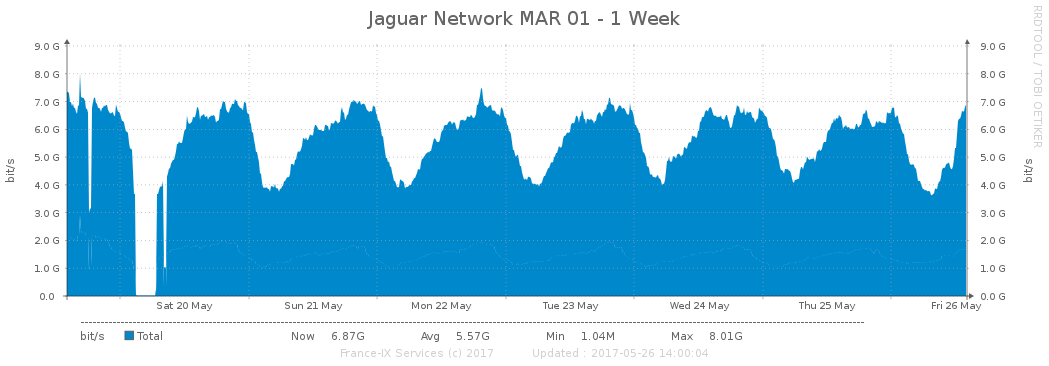 Jaguar Network MAR 01 - 1 Week
RRDTOOL / TOBI OETIKER
9.0 G 9.0 G
8.0 G 8.0 G
7.0 G 7.0 G
6.0 G 6.0 G
5.0 G 5.0 G
4.0 G 4.0 G
3.0 G 3.0 G
2.0 G 2.0 G
1.0 G 1.0 G
0.0 0.0 G
bit/s bit/s
Sat 20 May Sun 21 May Mon 22 May Tue 23 May Wed 24 May Thu 25 May Fri 26 May
bit/s Total Now 6.87G Avg 5.57G Min 1.04M Max 8.01G
France-IX Services (c) 2017 Updated : 2017-05-26 14:00:04